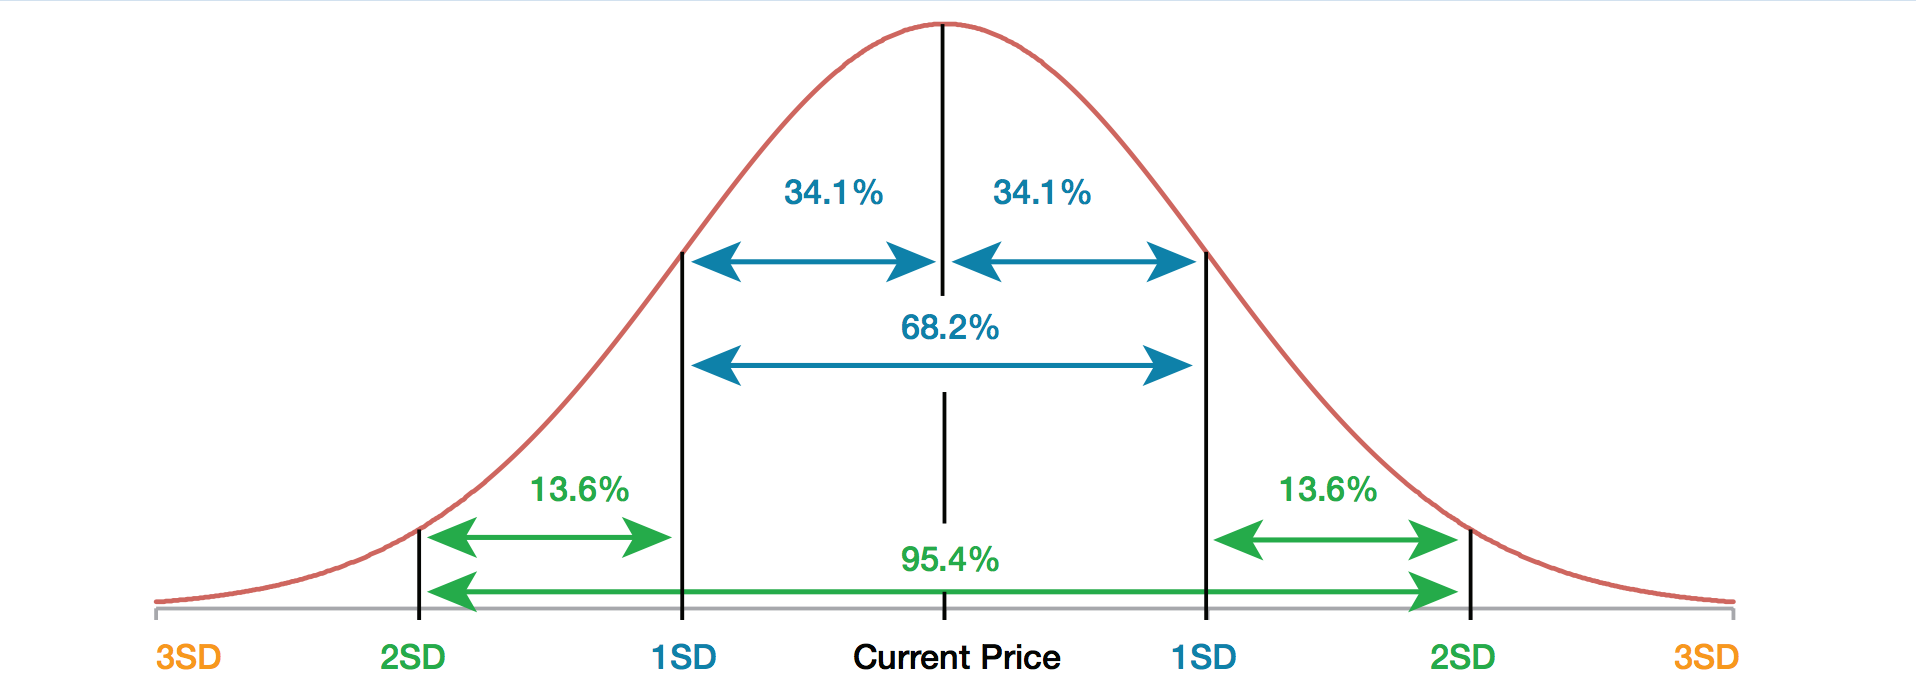 34.1% 34.1%
68.2%
13.6% 13.6%
95.4%
3SD 2SD 1SD Current Price 1SD 2SD 3SD